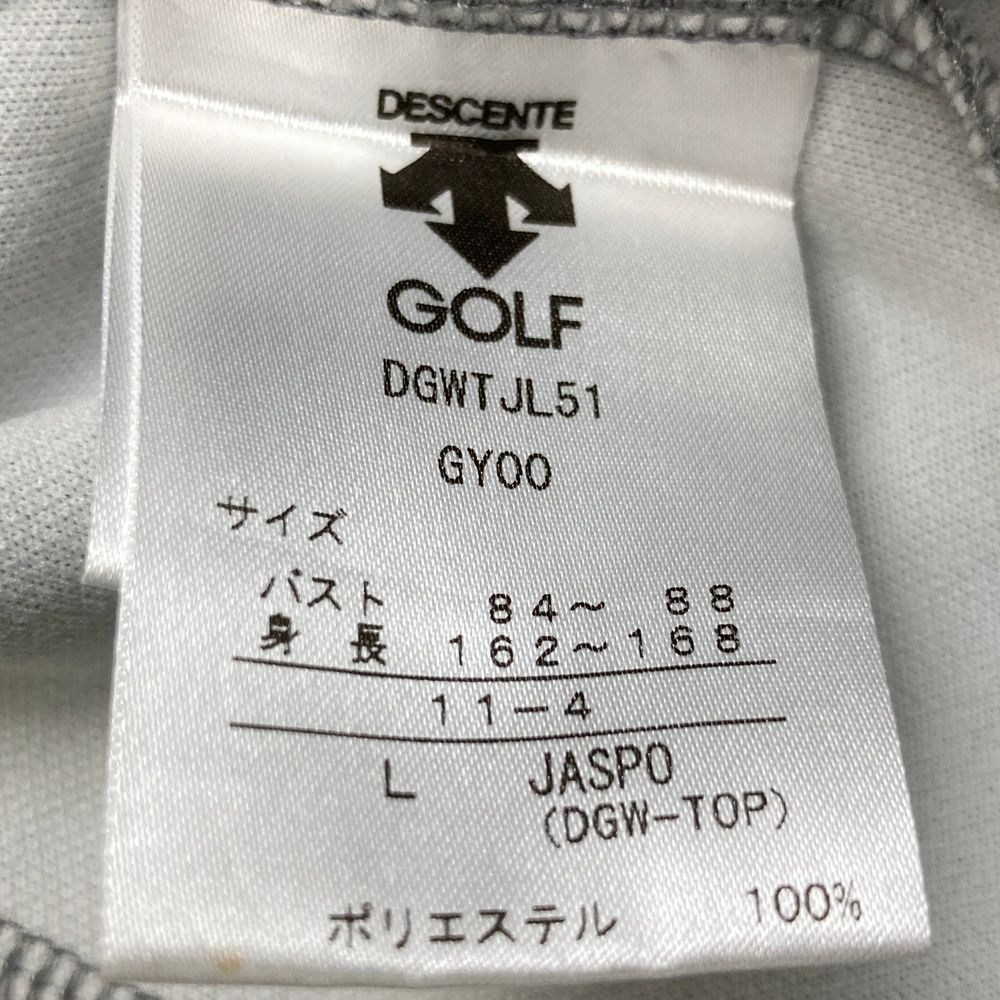 DESCENTE
GOLF
DGWTJL51
GY00
サイズ
バスト 84〜 88
身 長 162〜168
11-4
L JASPO
(DGW-TOP)
ポリエステル 100%